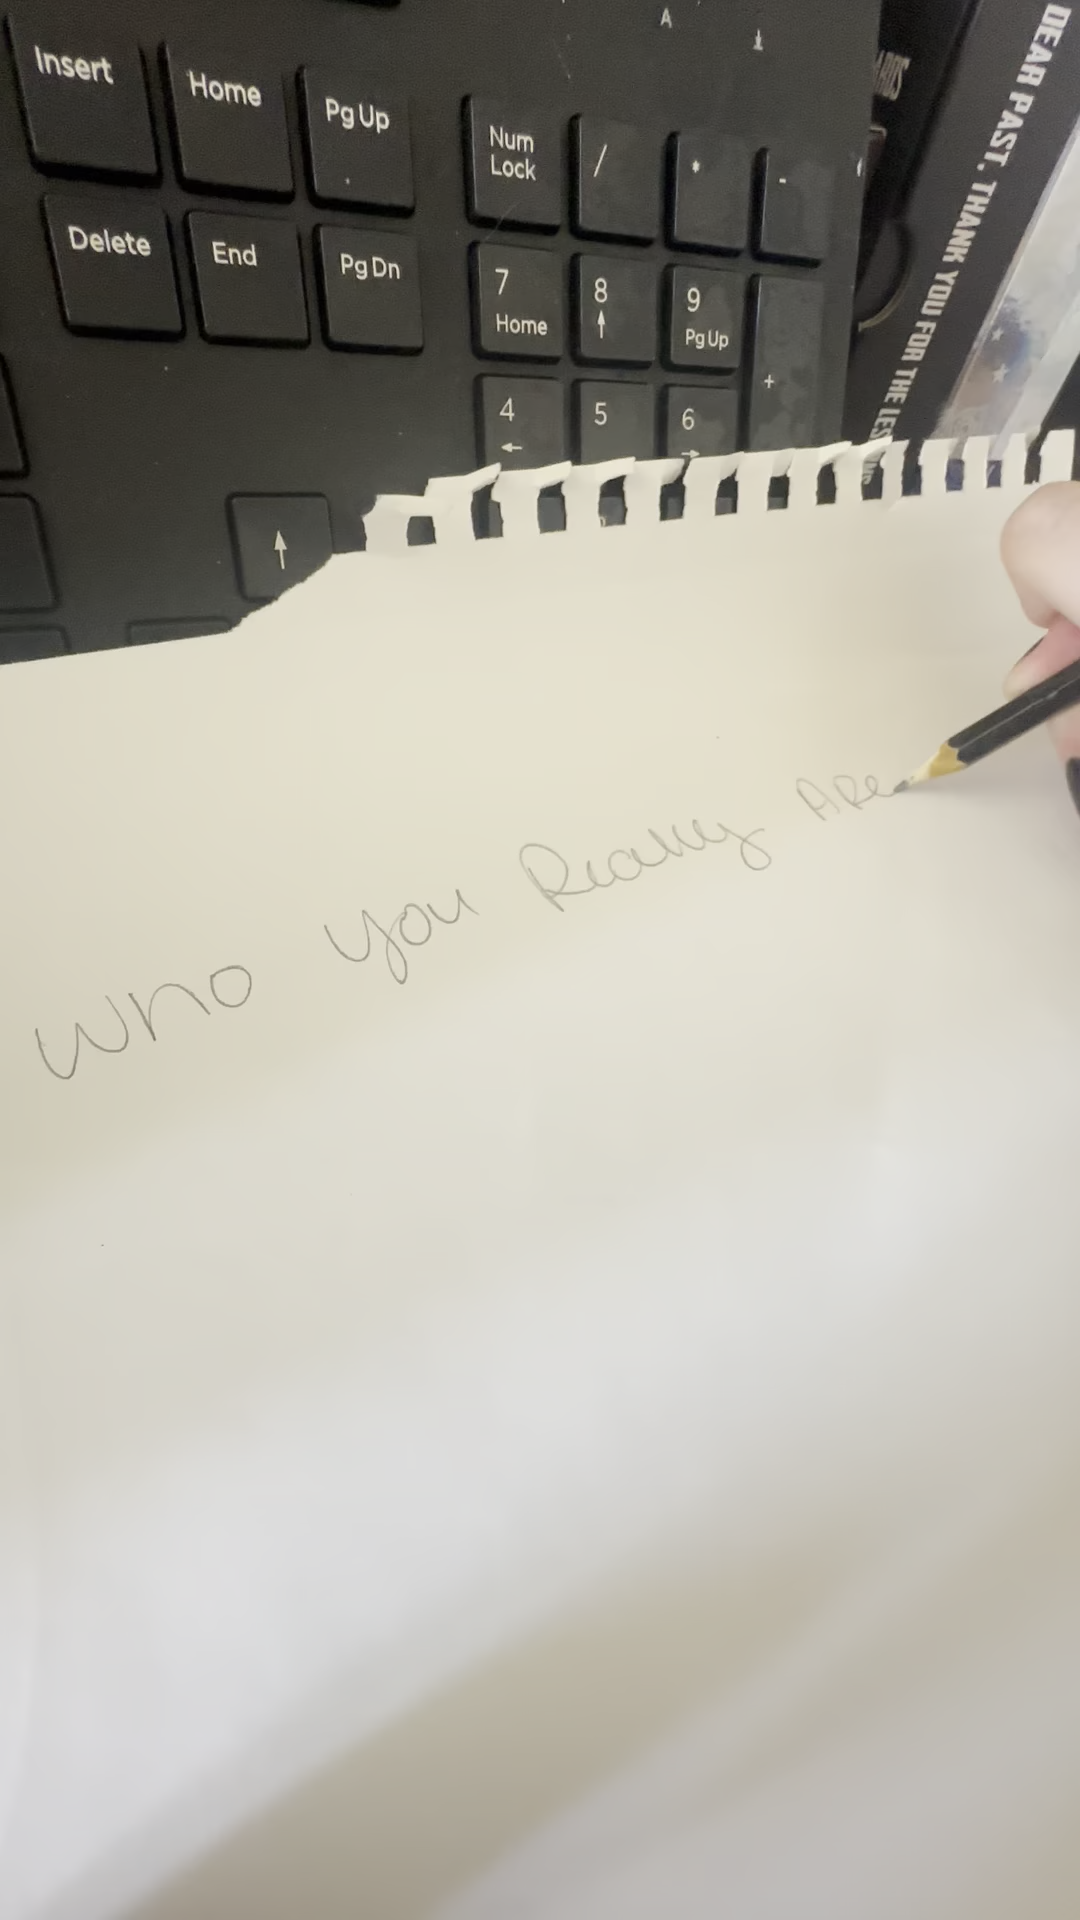 A
Insert
Home
Pg Up
Num
Lock
/
*
-
Delete
End
Pg Dn
7
Home
8
↑
9
Pg Up
+
4
←
5
6
→
↑
DEAR PAST, THANK YOU FOR THE
Who you Really Are